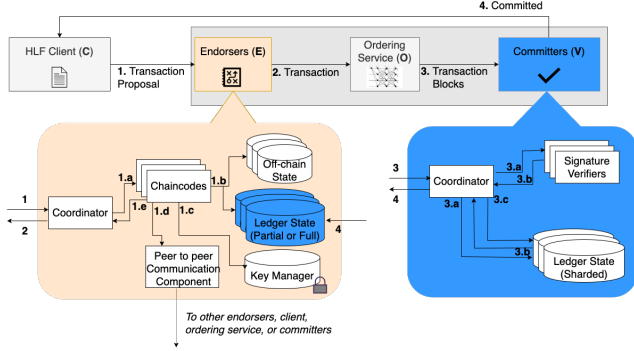 4. Committed
HLF Client (C)
Endorsers (E)
Ordering
Service (O)
Committers (V)
1. Transaction
Proposal
2. Transaction
3. Transaction
Blocks
1.a
Chaincodes
1.b
Off-chain
State
1
Coordinator
1.e
1.d
1.c
Ledger State
(Partial or Full)
2
4
Peer to peer
Communication
Component
Key Manager
To other endorsers, client,
ordering service, or committers
3
4
Coordinator
3.a
3.b
Signature
Verifiers
3.a
3.c
3.b
Ledger State
(Sharded)